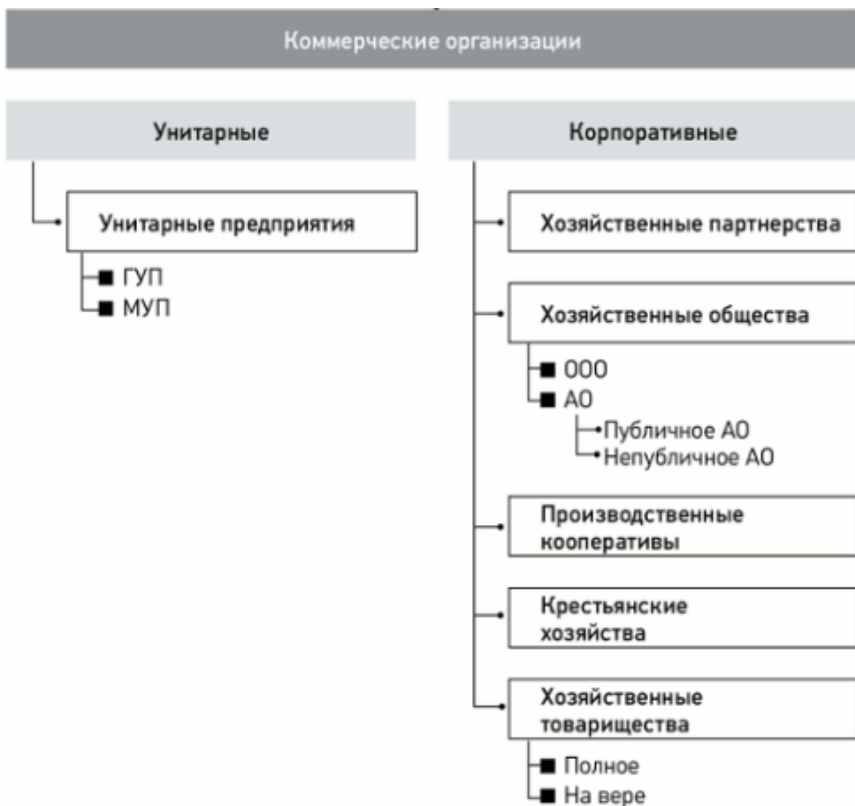 Коммерческие организации
Унитарные
Унитарные предприятия
ГУП
МУП
Корпоративные
Хозяйственные партнерства
Хозяйственные общества
ООО
АО
Публичное АО
Непубличное АО
Производственные
кооперативы
Крестьянские
хозяйства
Хозяйственные
товарищества
Полное
На вере